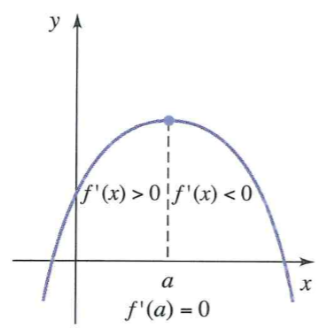 y
f'(x) > 0 f'(x) < 0
a x
f'(a) = 0